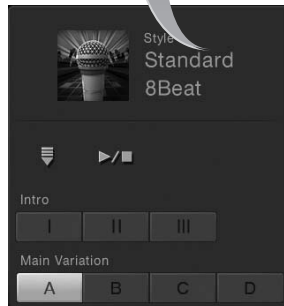 Style
Standard
8Beat
Intro
I II III
Main Variation
A B C D